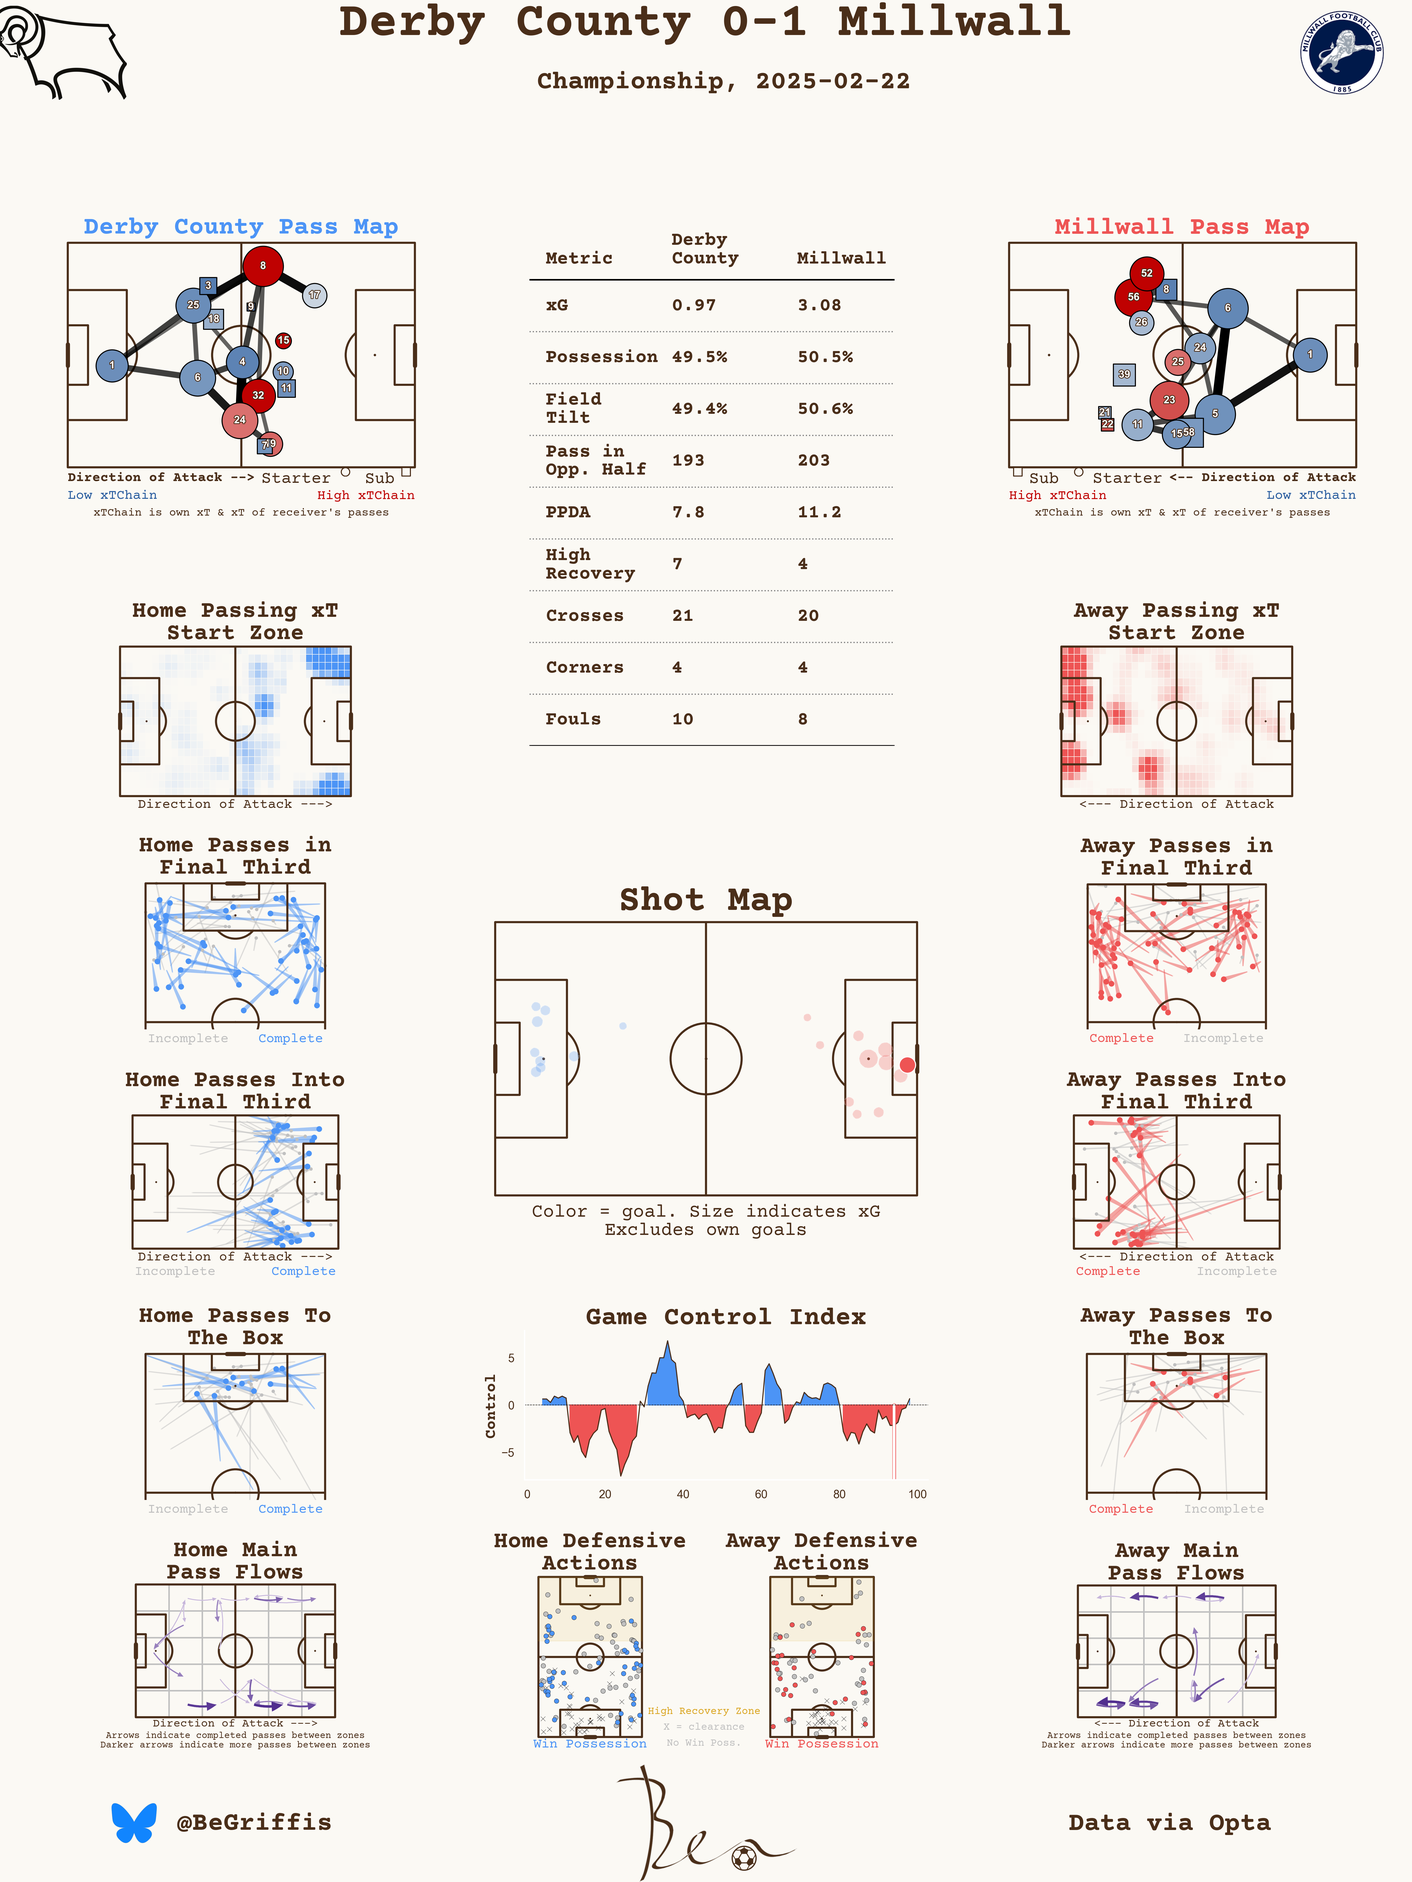 Derby County 0-1 Millwall
Championship, 2025-02-22
MILLWALL FOOTBALL CLUB
1885
Derby County Pass Map
8
3
17
25
9
18
15
1
4
10
6
11
32
24
7
19
Direction of Attack --> Starter Sub
Low xTChain High xTChain
xTChain is own xT & xT of receiver's passes
Metric Derby County Millwall
xG 0.97 3.08
Possession 49.5% 50.5%
Field Tilt 49.4% 50.6%
Pass in Opp. Half 193 203
PPDA 7.8 11.2
High Recovery 7 4
Crosses 21 20
Corners 4 4
Fouls 10 8
Millwall Pass Map
52
8
56
6
26
24
25
1
39
23
21
5
22
11
15
58
Sub Starter <-- Direction of Attack
High xTChain Low xTChain
xTChain is own xT & xT of receiver's passes
Home Passing xT
Start Zone
Direction of Attack --->
Away Passing xT
Start Zone
<--- Direction of Attack
Home Passes in
Final Third
Incomplete Complete
Away Passes in
Final Third
Complete Incomplete
Shot Map
Color = goal. Size indicates xG
Excludes own goals
Home Passes Into
Final Third
Direction of Attack --->
Incomplete Complete
Away Passes Into
Final Third
<--- Direction of Attack
Complete Incomplete
Home Passes To
The Box
Incomplete Complete
Game Control Index
Control
5
0
−5
0 20 40 60 80 100
Away Passes To
The Box
Complete Incomplete
Home Main
Pass Flows
Direction of Attack --->
Arrows indicate completed passes between zones
Darker arrows indicate more passes between zones
Home Defensive
Actions
Win Possession
High Recovery Zone
X = clearance
No Win Poss.
Away Defensive
Actions
Win Possession
Away Main
Pass Flows
<--- Direction of Attack
Arrows indicate completed passes between zones
Darker arrows indicate more passes between zones
@BeGriffis
Ben
Data via Opta